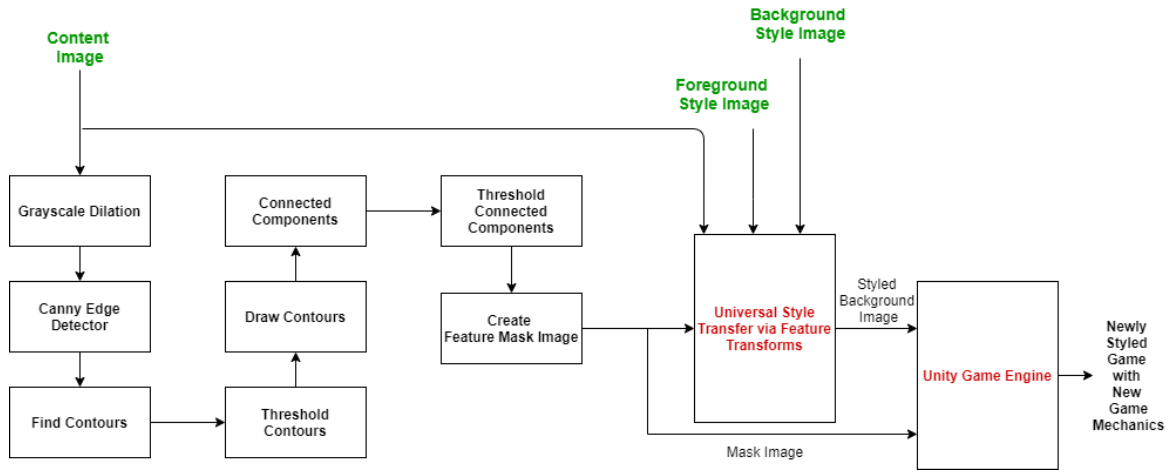 Background
Style Image
Content
Image
Foreground
Style Image
Grayscale Dilation
Connected
Components
Threshold
Connected
Components
Canny Edge
Detector
Draw Contours
Create
Feature Mask Image
Find Contours
Threshold
Contours
Universal Style
Transfer via Feature
Transforms
Styled
Background
Image
Mask Image
Unity Game Engine
Newly
Styled
Game
with
New
Game
Mechanics